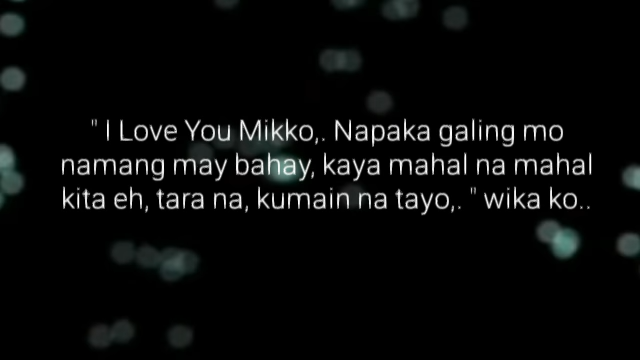 " I Love You Mikko,. Napaka galing mo
namang may bahay, kaya mahal na mahal
kita eh, tara na, kumain na tayo,. " wika ko..